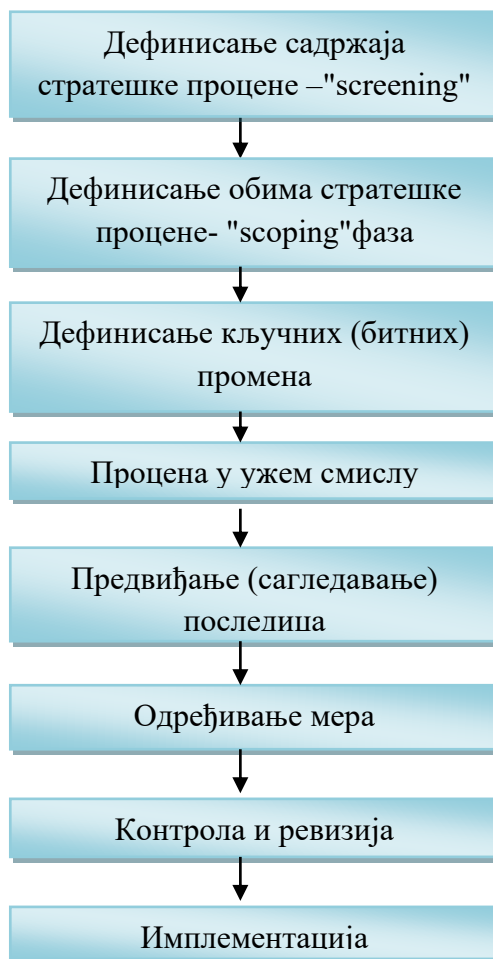 Дефинисање садржаја
стратешке процене –"screening"
Дефинисање обима стратешке
процене- "scoping"фаза
Дефинисање кључних (битних)
промена
Процена у ужем смислу
Предвиђање (сагледавање)
последица
Одређивање мера
Контрола и ревизија
Имплементација